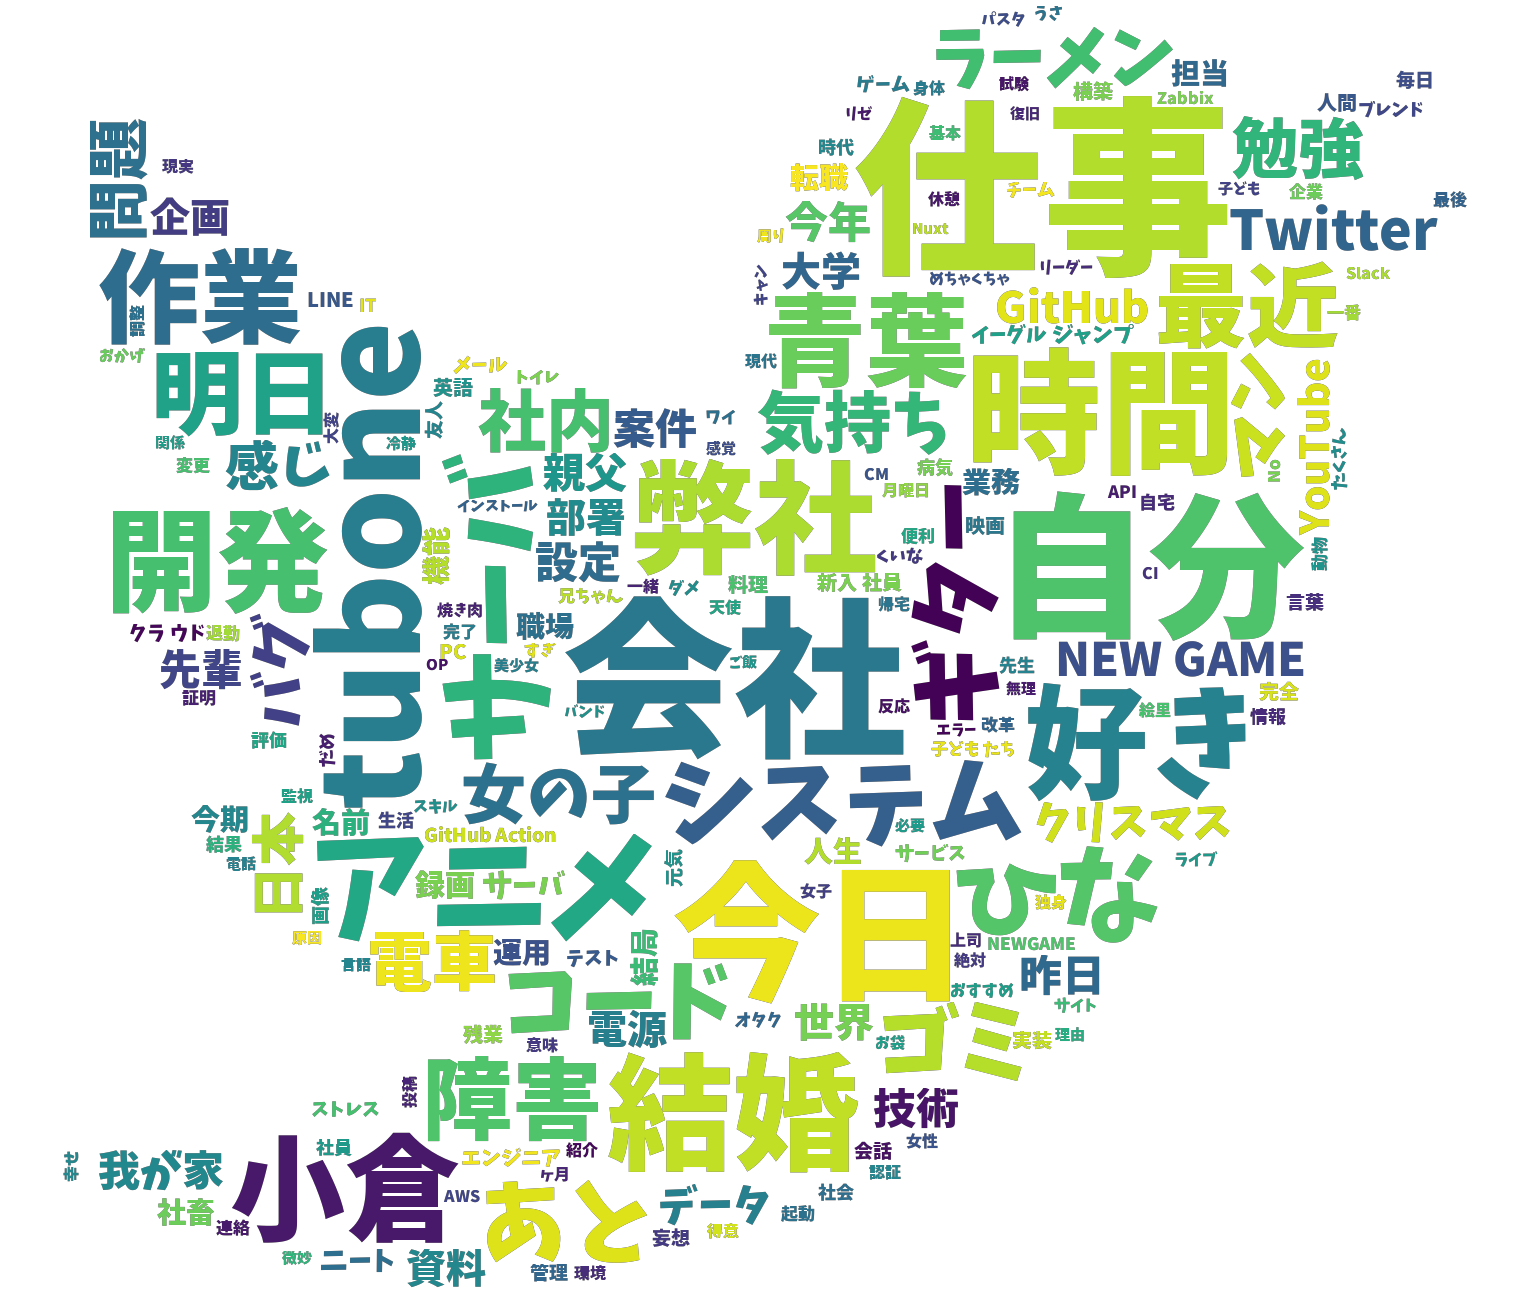 パスタ
うさ
ラーメン
担当
毎日
ゲーム
身体
試験
構築
Zabbix
人間
ブレンド
リゼ
復旧
仕事
勉強
問題
現実
基本
時代
転職
休憩
チーム
子ども
企業
最後
企画
今年
周り
Nuxt
Twitter
作業
LINE
IT
調整
大学
キャン
めちゃくちゃ
リーダー
最近
Slack
GitHub
一番
青葉
イーグル ジャンプ
おかげ
明日
tubone
メール
トイレ
英語
現代
時間
マン
YouTube
友人
大変
冷静
関係
変更
感じ
社内
案件
ワイ
感覚
気持ち
たくさん
No
親父
弊社
CM
病気
月曜日
業務
API
自宅
インストール
部署
サーバー
ギター
映画
自分
開発
機能
設定
便利
くいな
動物
CI
一緒
ダメ
料理
新入 社員
兄ちゃん
天使
帰宅
言葉
焼き肉
完了
職場
会社
クラウド
退勤
バグ
先輩
PC
OP
すぎ
美少女
ご飯
NEW GAME
先生
無理
証明
バンド
反応
好き
完全
絵里
情報
評価
だめ
エラー
改革
子どもたち
女の子
システム
監視
スキル
今期
名前
生活
GitHub Action
必要
クリスマス
結果
日本
電話
アニメ
元気
人生
サービス
ライブ
録画
サーバ
画像
女子
今日
ひな
独身
原因
電車
運用
テスト
結局
上司
NEWGAME
絶対
言語
昨日
コード
おすすめ
サイト
残業
意味
電源
オタク
世界
お袋
ゴミ
実装
理由
投稿
障害
結婚
技術
ストレス
社員
女性
会話
認証
幸せ
我が家
小倉
エンジニア
紹介
ヶ月
社畜
連絡
AWS
あと
データ
社会
起動
妄想
得意
微妙
ニート
資料
管理
環境